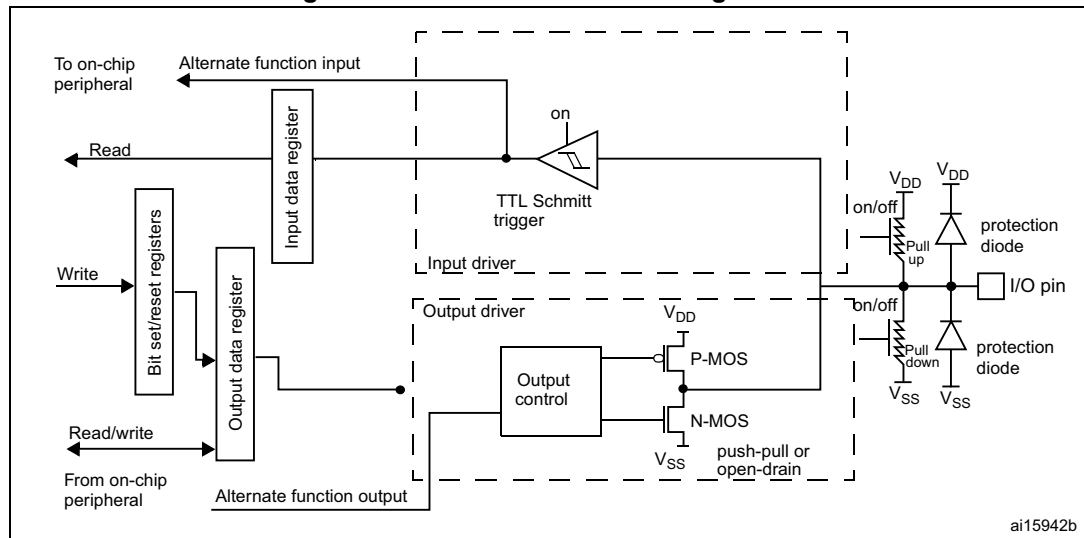 To on-chip
peripheral
Alternate function input
on
Read
Input data register
TTL Schmitt
trigger
Input driver
Bit set/reset registers
Write
Output data register
Output driver
VDD
P-MOS
Output
control
N-MOS
VSS
push-pull or
open-drain
Read/write
From on-chip
peripheral
Alternate function output
VDD
VDD
on/off
Pull
up
protection
diode
I/O pin
on/off
Pull
down
protection
diode
VSS
VSS
ai15942b